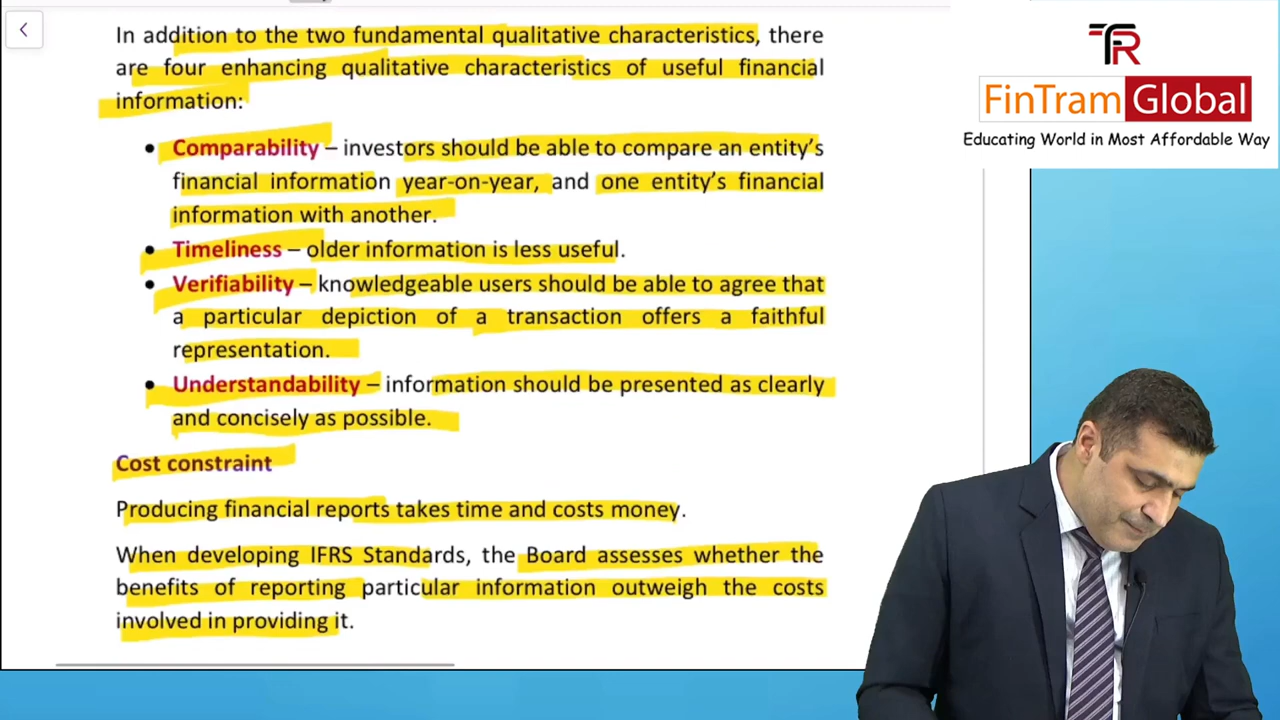 In addition to the two fundamental qualitative characteristics, there
are four enhancing qualitative characteristics of useful financial
information:
• Comparability – investors should be able to compare an entity's
financial information year-on-year, and one entity's financial
information with another.
• Timeliness – older information is less useful.
• Verifiability – knowledgeable users should be able to agree that
a particular depiction of a transaction offers a faithful
representation.
• Understandability – information should be presented as clearly
and concisely as possible.
Cost constraint
Producing financial reports takes time and costs money.
When developing IFRS Standards, the Board assesses whether the
benefits of reporting particular information outweigh the costs
involved in providing it.
FinTram Global
Educating World in Most Affordable Way